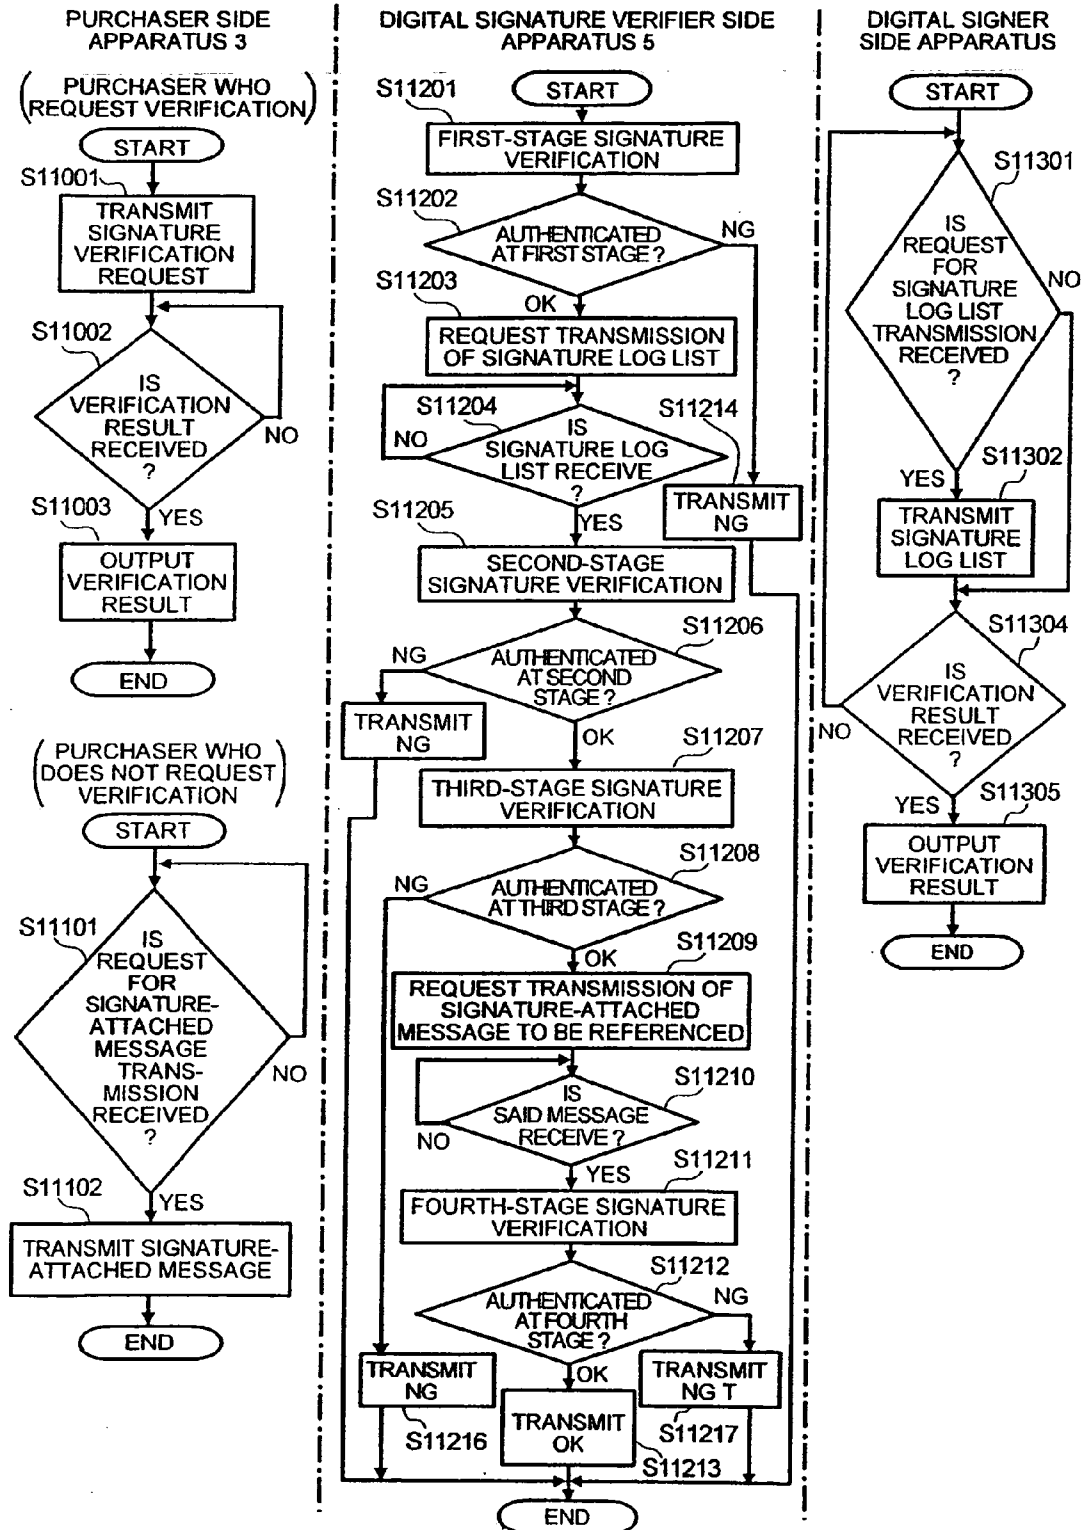 PURCHASER SIDE
APPARATUS 3
(PURCHASER WHO
REQUEST VERIFICATION)
START
S11001
TRANSMIT
SIGNATURE
VERIFICATION
REQUEST
S11002
IS
VERIFICATION
RESULT
RECEIVED
?
NO
YES
S11003
OUTPUT
VERIFICATION
RESULT
END
(PURCHASER WHO
DOES NOT REQUEST
VERIFICATION)
START
S11101
IS
REQUEST
FOR
SIGNATURE-
ATTACHED
MESSAGE
TRANS-
MISSION
RECEIVED
?
NO
YES
S11102
TRANSMIT SIGNATURE-
ATTACHED MESSAGE
END
DIGITAL SIGNATURE VERIFIER SIDE
APPARATUS 5
START
S11201
FIRST-STAGE SIGNATURE
VERIFICATION
S11202
AUTHENTICATED
AT FIRST STAGE ?
NG
OK
S11203
REQUEST TRANSMISSION
OF SIGNATURE LOG LIST
S11204
IS
SIGNATURE LOG
LIST RECEIVE
?
NO
YES
S11214
TRANSMIT
NG
S11205
SECOND-STAGE
SIGNATURE VERIFICATION
S11206
AUTHENTICATED
AT SECOND
STAGE ?
NG
TRANSMIT
NG
OK
S11207
THIRD-STAGE SIGNATURE
VERIFICATION
S11208
AUTHENTICATED
AT THIRD STAGE ?
NG
OK
S11209
REQUEST TRANSMISSION OF
SIGNATURE-ATTACHED
MESSAGE TO BE REFERENCED
S11210
IS
SAID MESSAGE
RECEIVE ?
NO
YES
S11211
FOURTH-STAGE SIGNATURE
VERIFICATION
S11212
AUTHENTICATED
AT FOURTH
STAGE ?
NG
OK
TRANSMIT
NG
S11216
TRANSMIT
OK
S11213
TRANSMIT
NG T
S11217
END
DIGITAL SIGNER
SIDE APPARATUS
START
S11301
IS
REQUEST
FOR
SIGNATURE
LOG LIST
TRANSMISSION
RECEIVED
?
NO
YES
S11302
TRANSMIT
SIGNATURE
LOG LIST
S11304
IS
VERIFICATION
RESULT
RECEIVED
?
NO
YES
S11305
OUTPUT
VERIFICATION
RESULT
END